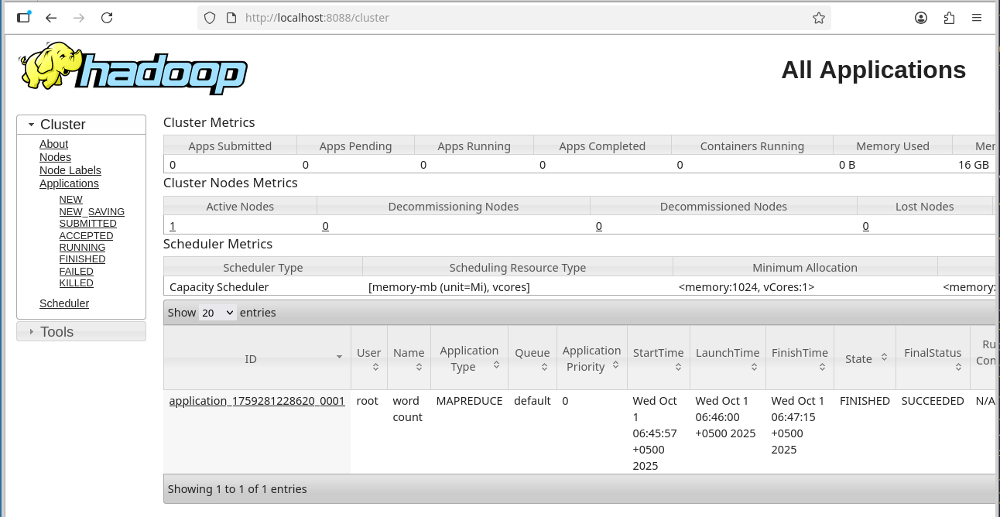 http://localhost:8088/cluster
hadoop
All Applications
Cluster
About
Nodes
Node Labels
Applications
NEW
NEW_SAVING
SUBMITTED
ACCEPTED
RUNNING
FINISHED
FAILED
KILLED
Scheduler
Tools
Cluster Metrics
Apps Submitted Apps Pending Apps Running Apps Completed Containers Running Memory Used Mer
0 0 0 0 0 0 B 16 GB
Cluster Nodes Metrics
Active Nodes Decommissioning Nodes Decommissioned Nodes Lost Nodes
1 0 0 0
Scheduler Metrics
Scheduler Type Scheduling Resource Type Minimum Allocation
Capacity Scheduler [memory-mb (unit=Mi), vcores] <memory:1024, vCores:1> <memory:
Show 20 entries
ID User Name Application Type Queue Application Priority StartTime LaunchTime FinishTime State FinalStatus Ru Con
application_1759281228620_0001 root word count MAPREDUCE default 0 Wed Oct 1 06:45:57 +0500 2025 Wed Oct 1 06:46:00 +0500 2025 Wed Oct 1 06:47:15 +0500 2025 FINISHED SUCCEEDED N/A
Showing 1 to 1 of 1 entries